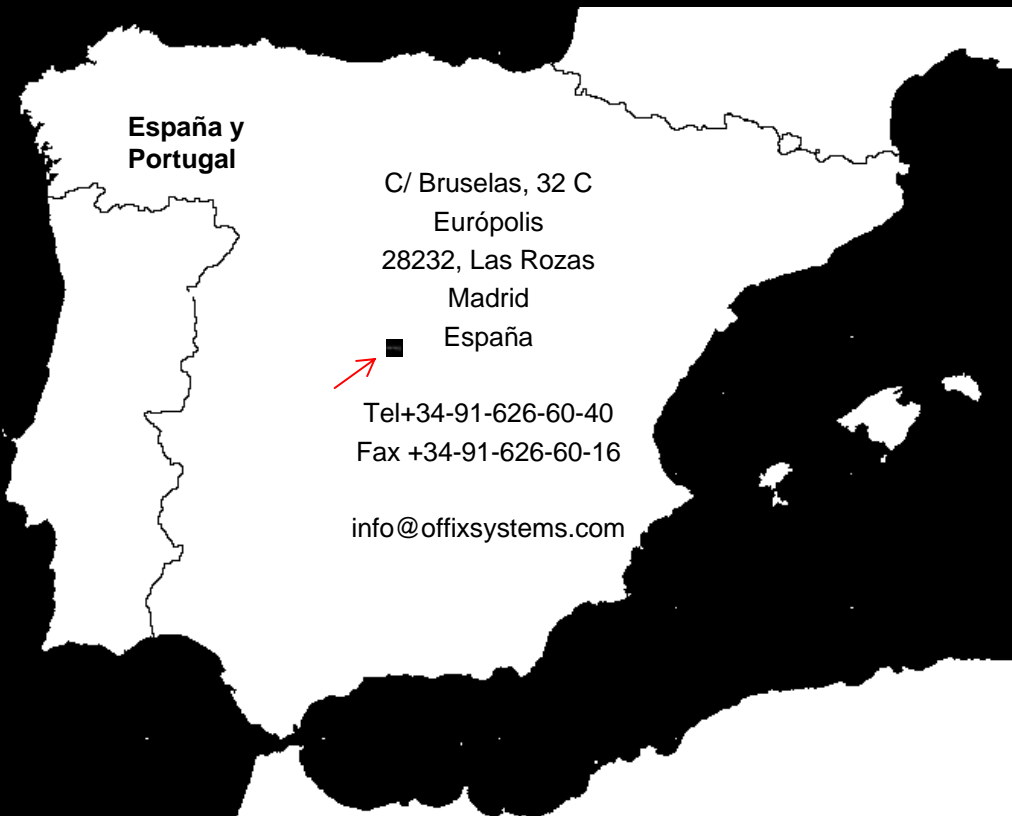 España y
Portugal
C/ Bruselas, 32 C
Európolis
28232, Las Rozas
Madrid
España
Tel+34-91-626-60-40
Fax +34-91-626-60-16
info@offixsystems.com